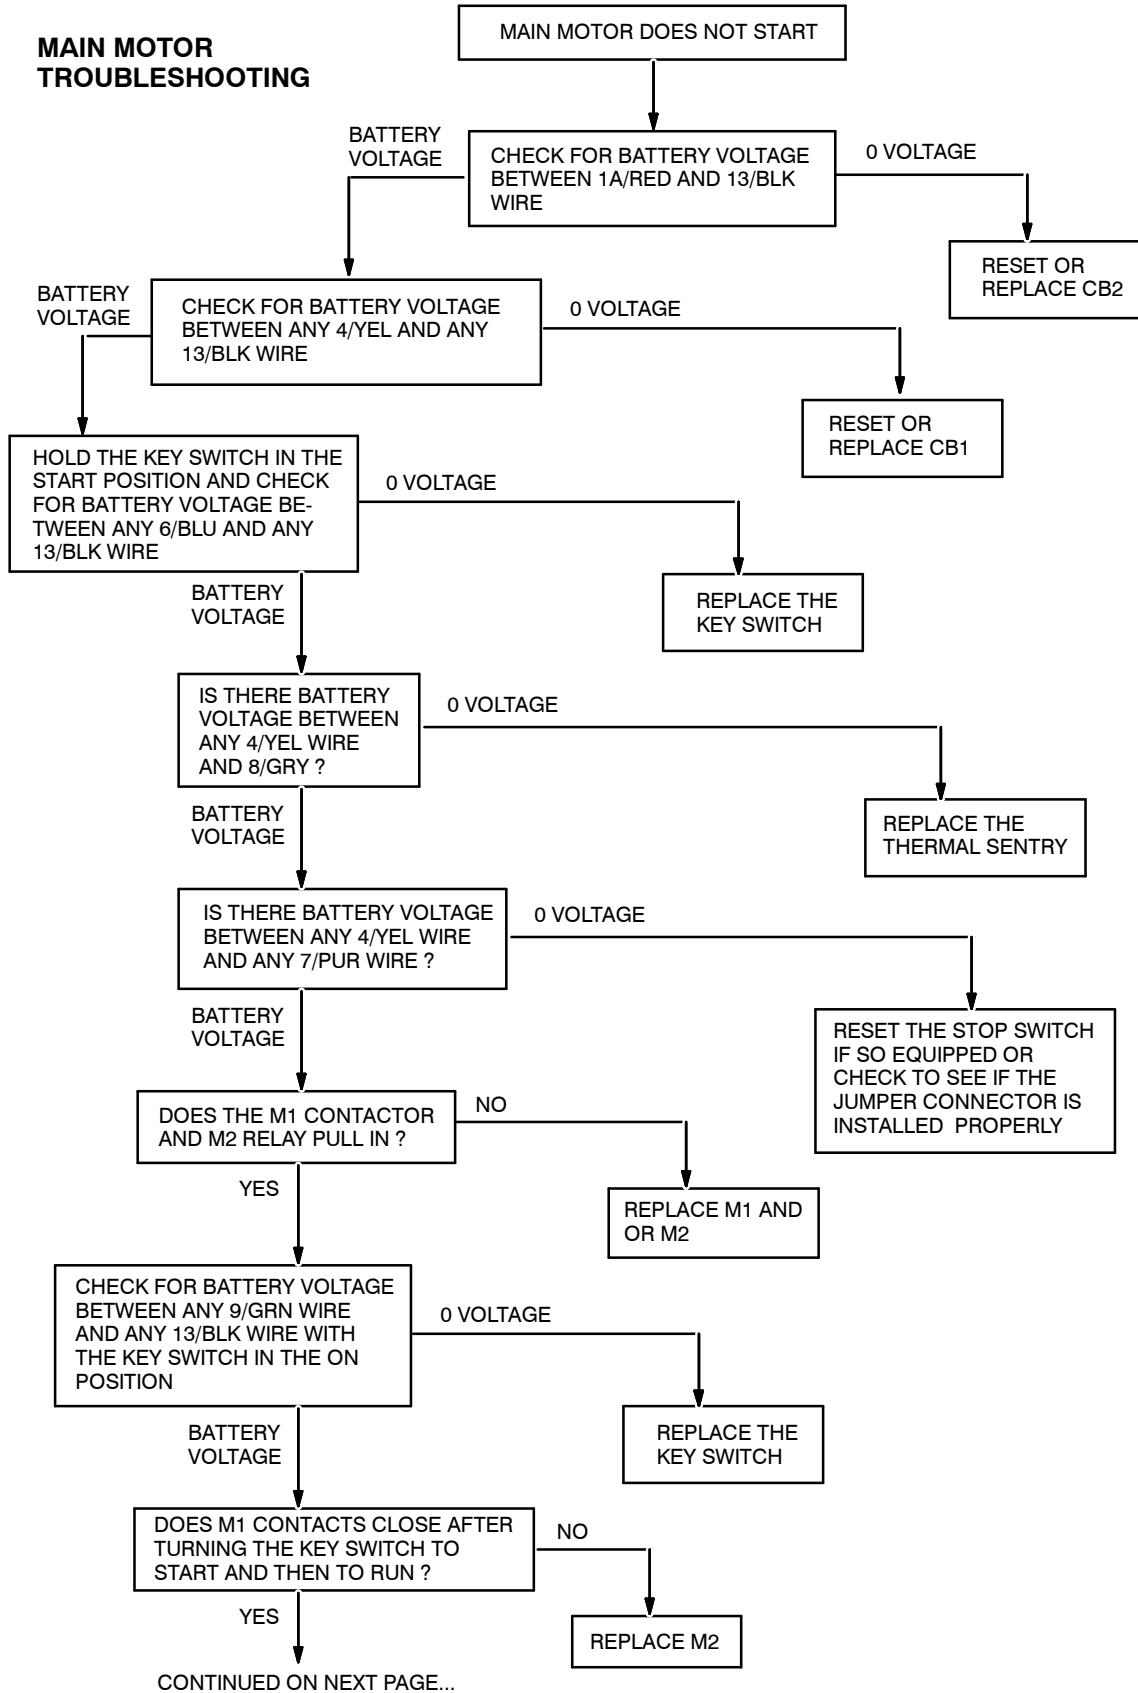 MAIN MOTOR
TROUBLESHOOTING
MAIN MOTOR DOES NOT START
BATTERY
VOLTAGE
CHECK FOR BATTERY VOLTAGE
BETWEEN 1A/RED AND 13/BLK
WIRE
0 VOLTAGE
RESET OR
REPLACE CB2
BATTERY
VOLTAGE
CHECK FOR BATTERY VOLTAGE
BETWEEN ANY 4/YEL AND ANY
13/BLK WIRE
0 VOLTAGE
RESET OR
REPLACE CB1
HOLD THE KEY SWITCH IN THE
START POSITION AND CHECK
FOR BATTERY VOLTAGE BE-
TWEEN ANY 6/BLU AND ANY
13/BLK WIRE
0 VOLTAGE
REPLACE THE
KEY SWITCH
BATTERY
VOLTAGE
IS THERE BATTERY
VOLTAGE BETWEEN
ANY 4/YEL WIRE
AND 8/GRY ?
0 VOLTAGE
REPLACE THE
THERMAL SENTRY
BATTERY
VOLTAGE
IS THERE BATTERY VOLTAGE
BETWEEN ANY 4/YEL WIRE
AND ANY 7/PUR WIRE ?
0 VOLTAGE
RESET THE STOP SWITCH
IF SO EQUIPPED OR
CHECK TO SEE IF THE
JUMPER CONNECTOR IS
INSTALLED PROPERLY
BATTERY
VOLTAGE
DOES THE M1 CONTACTOR
AND M2 RELAY PULL IN ?
NO
REPLACE M1 AND
OR M2
YES
CHECK FOR BATTERY VOLTAGE
BETWEEN ANY 9/GRN WIRE
AND ANY 13/BLK WIRE WITH
THE KEY SWITCH IN THE ON
POSITION
0 VOLTAGE
REPLACE THE
KEY SWITCH
BATTERY
VOLTAGE
DOES M1 CONTACTS CLOSE AFTER
TURNING THE KEY SWITCH TO
START AND THEN TO RUN ?
NO
REPLACE M2
YES
CONTINUED ON NEXT PAGE...